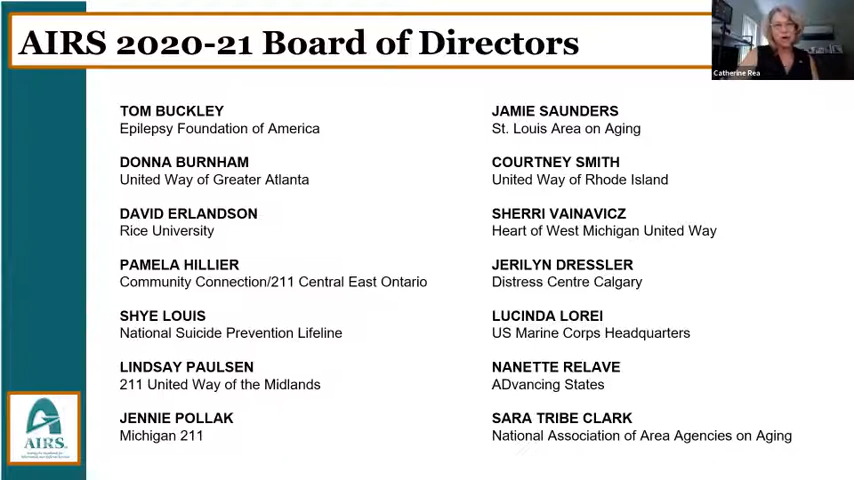 AIRS 2020-21 Board of Directors
Catherine Rea
TOM BUCKLEY
Epilepsy Foundation of America
DONNA BURNHAM
United Way of Greater Atlanta
DAVID ERLANDSON
Rice University
PAMELA HILLIER
Community Connection/211 Central East Ontario
SHYE LOUIS
National Suicide Prevention Lifeline
LINDSAY PAULSEN
211 United Way of the Midlands
JENNIE POLLAK
Michigan 211
JAMIE SAUNDERS
St. Louis Area on Aging
COURTNEY SMITH
United Way of Rhode Island
SHERRI VAINAVICZ
Heart of West Michigan United Way
JERILYN DRESSLER
Distress Centre Calgary
LUCINDA LOREI
US Marine Corps Headquarters
NANETTE RELAVE
ADvancing States
SARA TRIBE CLARK
National Association of Area Agencies on Aging
AIRS